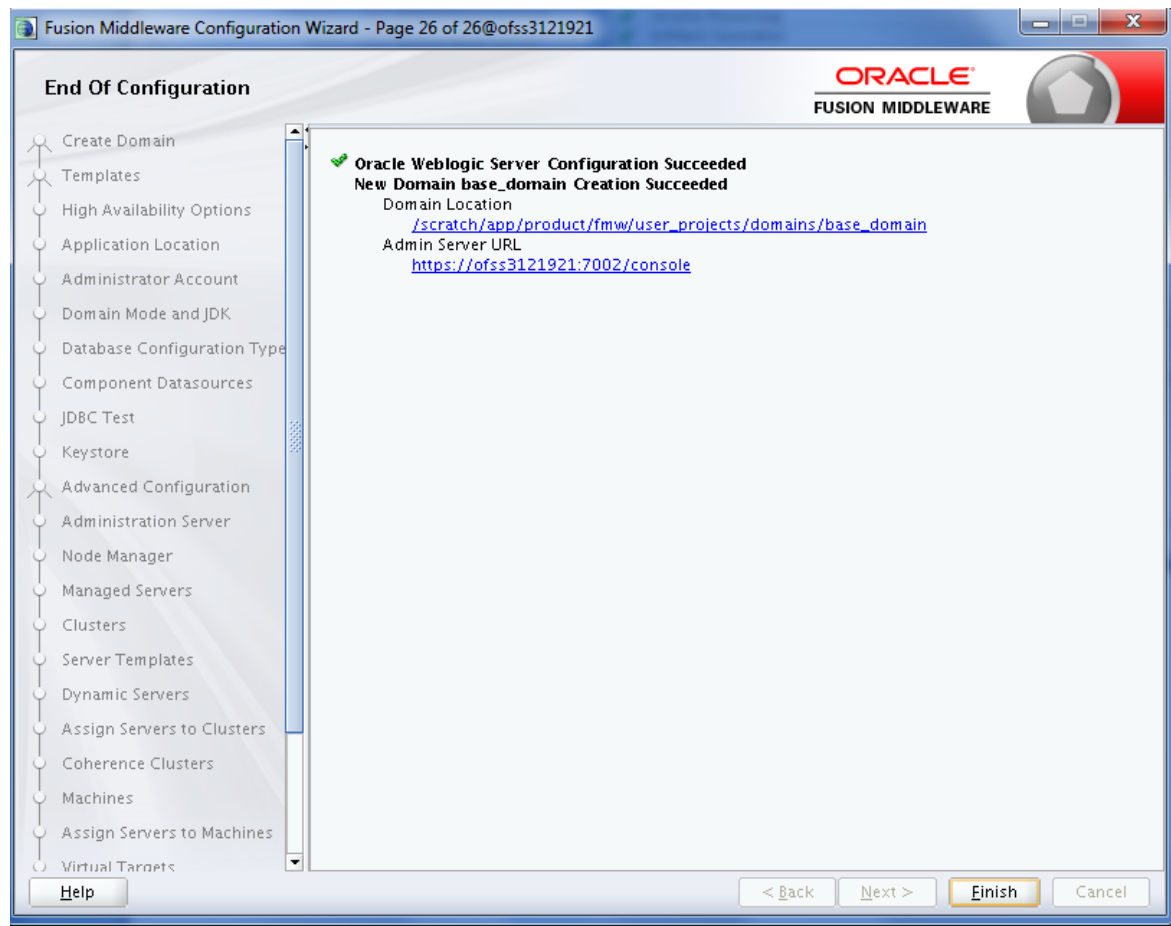 Fusion Middleware Configuration Wizard - Page 26 of 26@ofss3121921
End Of Configuration
ORACLE
FUSION MIDDLEWARE
Create Domain
Templates
High Availability Options
Application Location
Administrator Account
Domain Mode and JDK
Database Configuration Type
Component Datasources
JDBC Test
Keystore
Advanced Configuration
Administration Server
Node Manager
Managed Servers
Clusters
Server Templates
Dynamic Servers
Assign Servers to Clusters
Coherence Clusters
Machines
Assign Servers to Machines
Virtual Targets
Oracle Weblogic Server Configuration Succeeded
New Domain base_domain Creation Succeeded
Domain Location
/scratch/app/product/fmw/user_projects/domains/base_domain
Admin Server URL
https://ofss3121921:7002/console
Help
< Back
Next >
Finish
Cancel